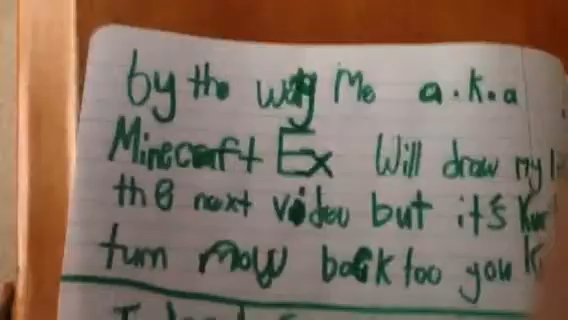 by the way Me a.k.a
Minecraft Ex Will draw my
the next video but it's
turn now back too you